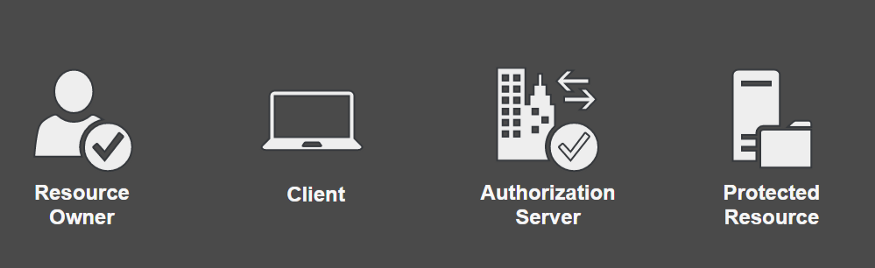 Resource
Owner
Client
Authorization
Server
Protected
Resource